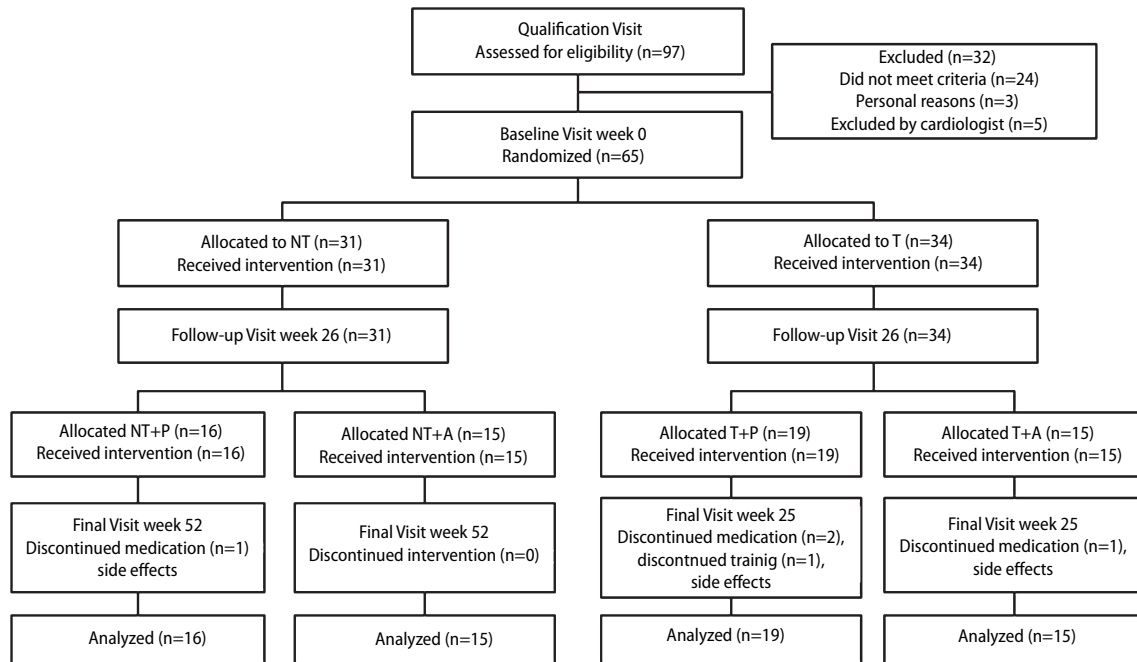 Qualification Visit
Assessed for eligibility (n=97)
Excluded (n=32)
Did not meet criteria (n=24)
Personal reasons (n=3)
Excluded by cardiologist (n=5)
Baseline Visit week 0
Randomized (n=65)
Allocated to NT (n=31)
Received intervention (n=31)
Allocated to T (n=34)
Received intervention (n=34)
Follow-up Visit week 26 (n=31)
Follow-up Visit 26 (n=34)
Allocated NT+P (n=16)
Received intervention (n=16)
Allocated NT+A (n=15)
Received intervention (n=15)
Allocated T+P (n=19)
Received intervention (n=19)
Allocated T+A (n=15)
Received intervention (n=15)
Final Visit week 52
Discontinued medication (n=1)
side effects
Final Visit week 52
Discontinued intervention (n=0)
Final Visit week 25
Discontinued medication (n=2),
discontnued trainig (n=1),
side effects
Final Visit week 25
Discontinued medication (n=1),
side effects
Analyzed (n=16)
Analyzed (n=15)
Analyzed (n=19)
Analyzed (n=15)